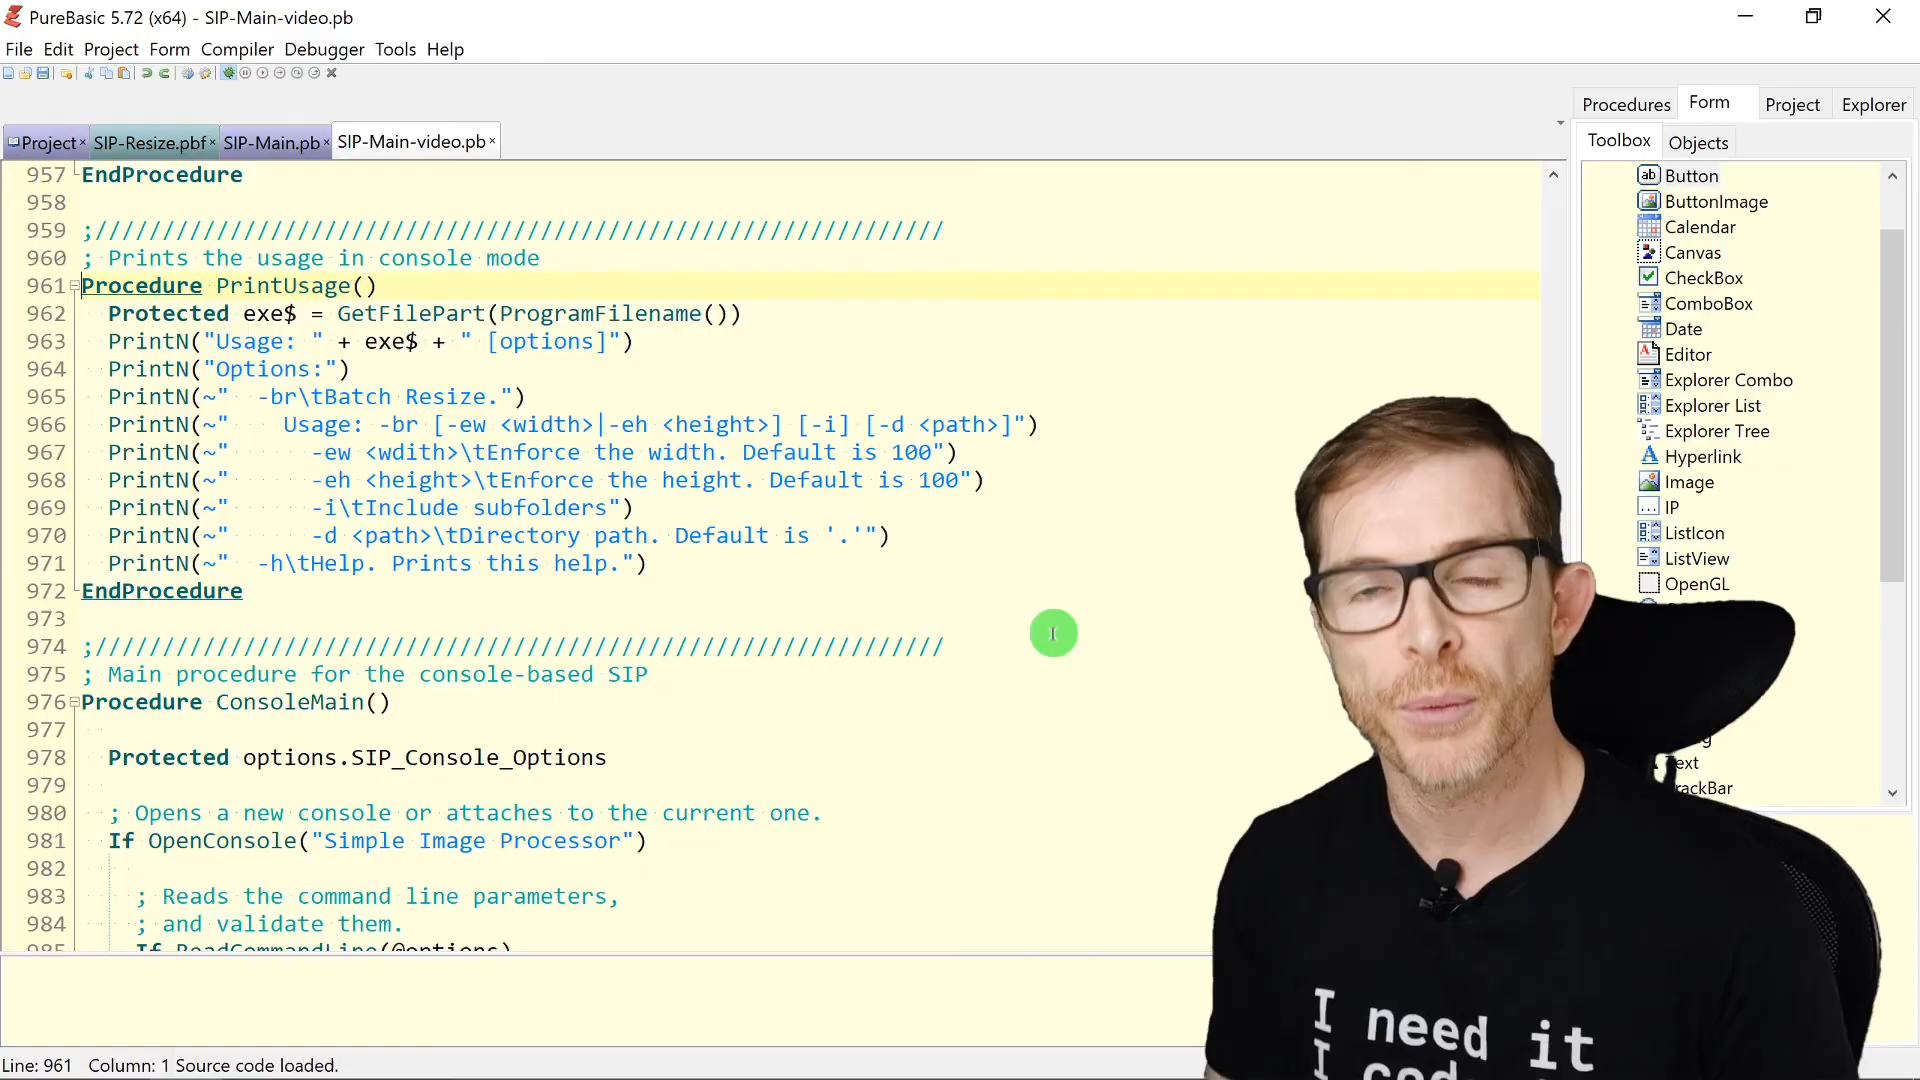 PureBasic 5.72 (x64) - SIP-Main-video.pb
File Edit Project Form Compiler Debugger Tools Help
Procedures Form Project Explorer
Project SIP-Resize.pbf SIP-Main.pb SIP-Main-video.pb
Toolbox Objects
957 EndProcedure
958
959 ;///////////////////////////////////////////////////////////////
960 ; Prints the usage in console mode
961 Procedure PrintUsage()
962 Protected exe$ = GetFilePart(ProgramFilename())
963 PrintN("Usage: " + exe$ + " [options]")
964 PrintN("Options:")
965 PrintN(~" -br\tBatch Resize.")
966 PrintN(~" Usage: -br [-ew <width>|-eh <height>] [-i] [-d <path>]")
967 PrintN(~" -ew <wdith>\tEnforce the width. Default is 100")
968 PrintN(~" -eh <height>\tEnforce the height. Default is 100")
969 PrintN(~" -i\tInclude subfolders")
970 PrintN(~" -d <path>\tDirectory path. Default is '.'")
971 PrintN(~" -h\tHelp. Prints this help.")
972 EndProcedure
973
974 ;///////////////////////////////////////////////////////////////
975 ; Main procedure for the console-based SIP
976 Procedure ConsoleMain()
977
978 Protected options.SIP_Console_Options
979
980 ; Opens a new console or attaches to the current one.
981 If OpenConsole("Simple Image Processor")
982
983 ; Reads the command line parameters,
984 ; and validate them.
985 If ReadCommandLine(@options)
Button
ButtonImage
Calendar
Canvas
CheckBox
ComboBox
Date
Editor
Explorer Combo
Explorer List
Explorer Tree
Hyperlink
Image
IP
ListIcon
ListView
OpenGL
Text
TrackBar
I need it
I code
Line: 961 Column: 1 Source code loaded.